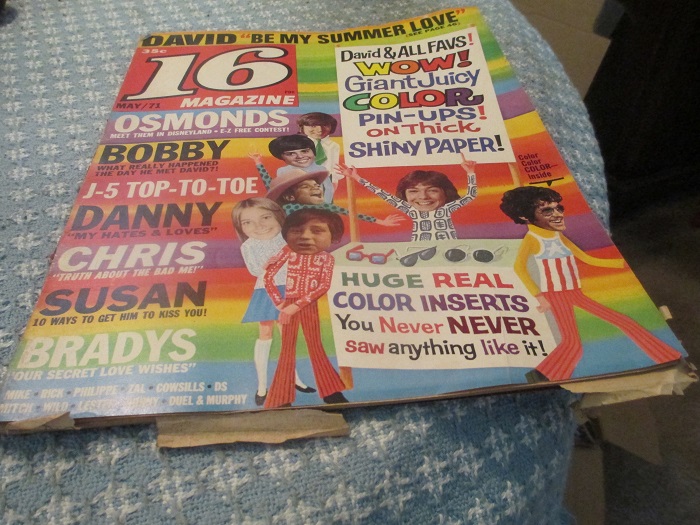 DAVID "BE MY SUMMER LOVE"
SEE PAGE
35c
16
MAGAZINE
MAY/71
David & ALL FAVS!
WOW!
Giant Juicy
COLOR
PIN-UPS!
ON Thick
SHINY PAPER!
OSMONDS
MEET THEM IN DISNEYLAND • E-Z FREE CONTEST!
BOBBY
WHAT REALLY HAPPENED
THE DAY HE MET DAVID?!
J-5 TOP-TO-TOE
DANNY
"MY HATES & LOVES"
CHRIS
"TRUTH ABOUT THE BAD ME!"
SUSAN
10 WAYS TO GET HIM TO KISS YOU!
BRADYS
"OUR SECRET LOVE WISHES"
MIKE • RICH • PHILIPPE • ZAL • COWSILLS • DS
MITCH • WILD • DUEL & MURPHY
Color
Color
COLOR
Inside
HUGE REAL
COLOR INSERTS
You Never NEVER
saw anything like it!